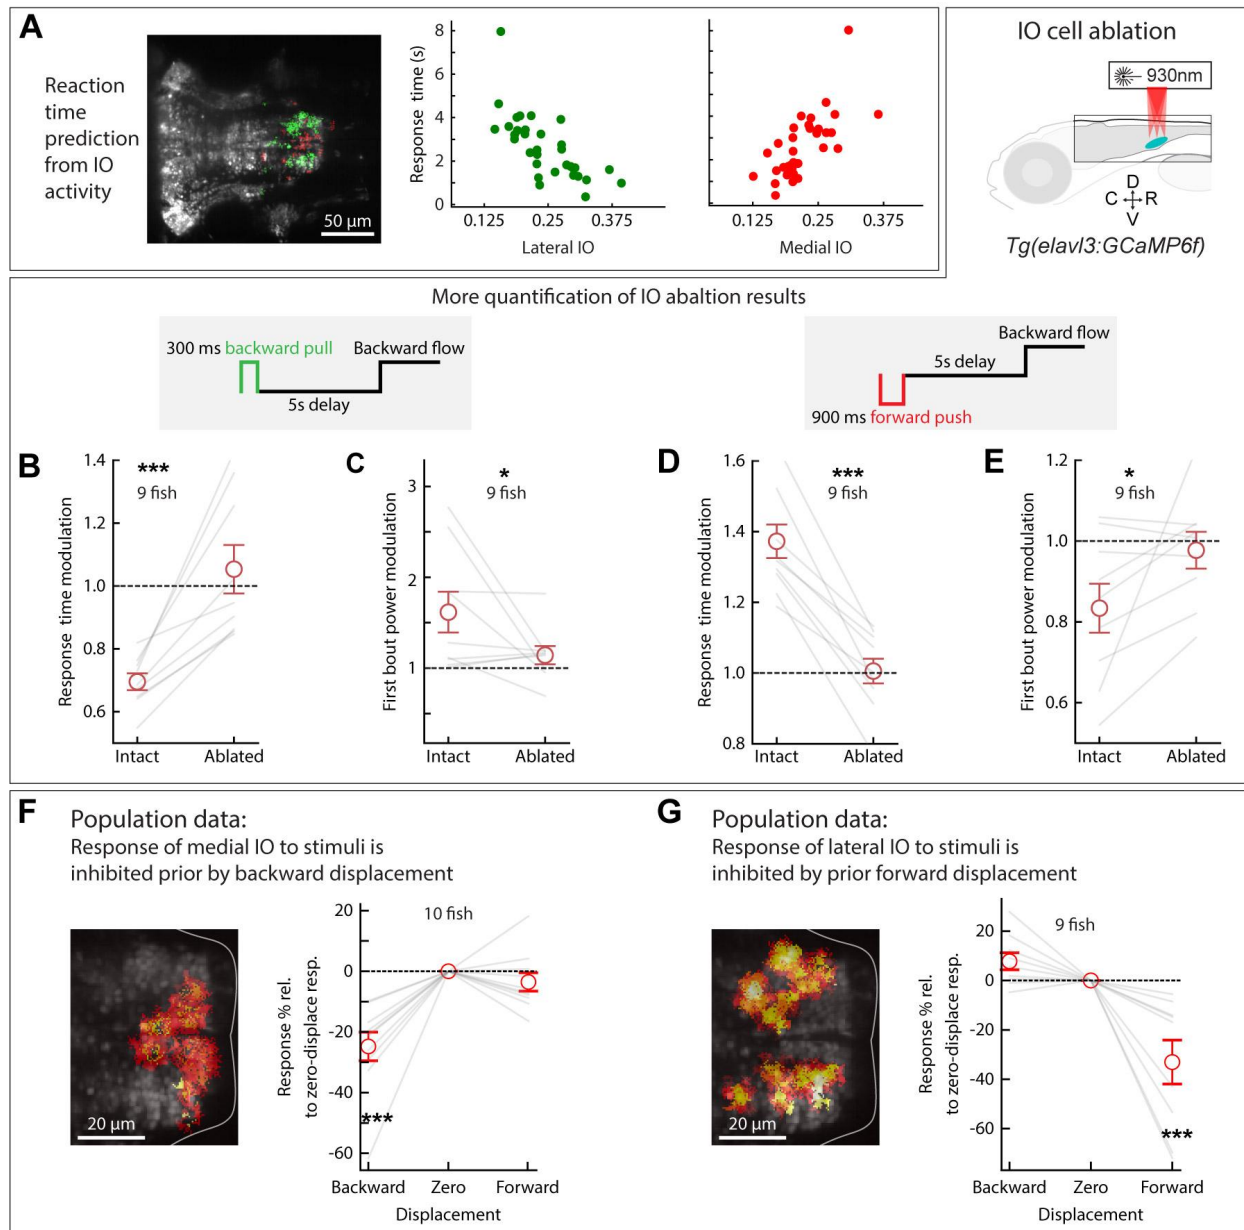 A
Reaction
time
prediction
from IO
activity
50 µm
Response time (s)
8
6
4
2
0
0.125 0.25 0.375
Lateral IO
0.125 0.25 0.375
Medial IO
IO cell ablation
930nm
D
C R
V
Tg(elavl3:GCaMP6f)
More quantification of IO abaltion results
300 ms backward pull
Backward flow
5s delay
Backward flow
5s delay
900 ms forward push
B
Response time modulation
1.4
1.2
1.0
0.8
0.6
***
9 fish
Intact Ablated
C
First bout power modulation
3
2
1
*
9 fish
Intact Ablated
D
Response time modulation
1.6
1.4
1.2
1.0
0.8
***
9 fish
Intact Ablated
E
First bout power modulation
1.2
1.0
0.8
0.6
*
9 fish
Intact Ablated
F
Population data:
Response of medial IO to stimuli is
inhibited prior by backward displacement
20 µm
Response % rel.
to zero-displace resp.
20
0
-20
-40
-60
10 fish
***
Backward Zero Forward
Displacement
G
Population data:
Response of lateral IO to stimuli is
inhibited by prior forward displacement
20 µm
Response % rel.
to zero-displace resp.
20
0
-20
-40
-60
9 fish
***
Backward Zero Forward
Displacement